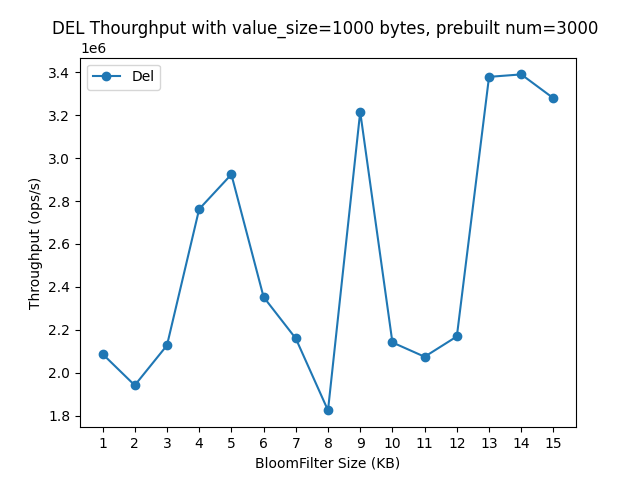 DEL Thourghput with value_size=1000 bytes, prebuilt num=3000
1e6
Del
3.4
3.2
3.0
2.8
2.6
2.4
2.2
2.0
1.8
Throughput (ops/s)
1 2 3 4 5 6 7 8 9 10 11 12 13 14 15
BloomFilter Size (KB)